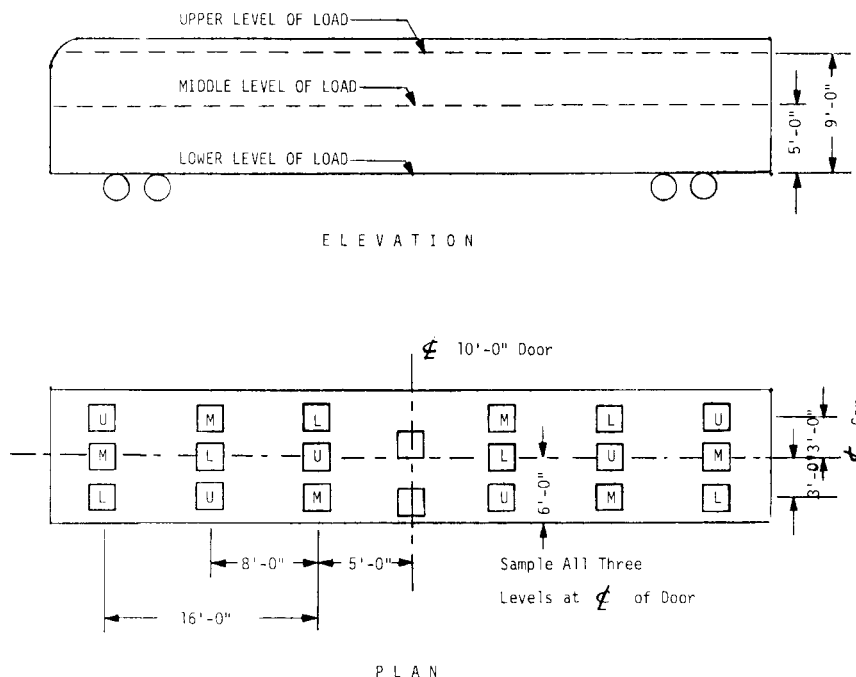 UPPER LEVEL OF LOAD
MIDDLE LEVEL OF LOAD
LOWER LEVEL OF LOAD
5'-0"
9'-0"
ELEVATION
℄ 10'-0" Door
U M L M L U
M L U L U M
L U M U M L
3'-0"
3'-0"
℄
6'-0"
8'-0"
5'-0"
16'-0"
Sample All Three
Levels at ℄ of Door
PLAN